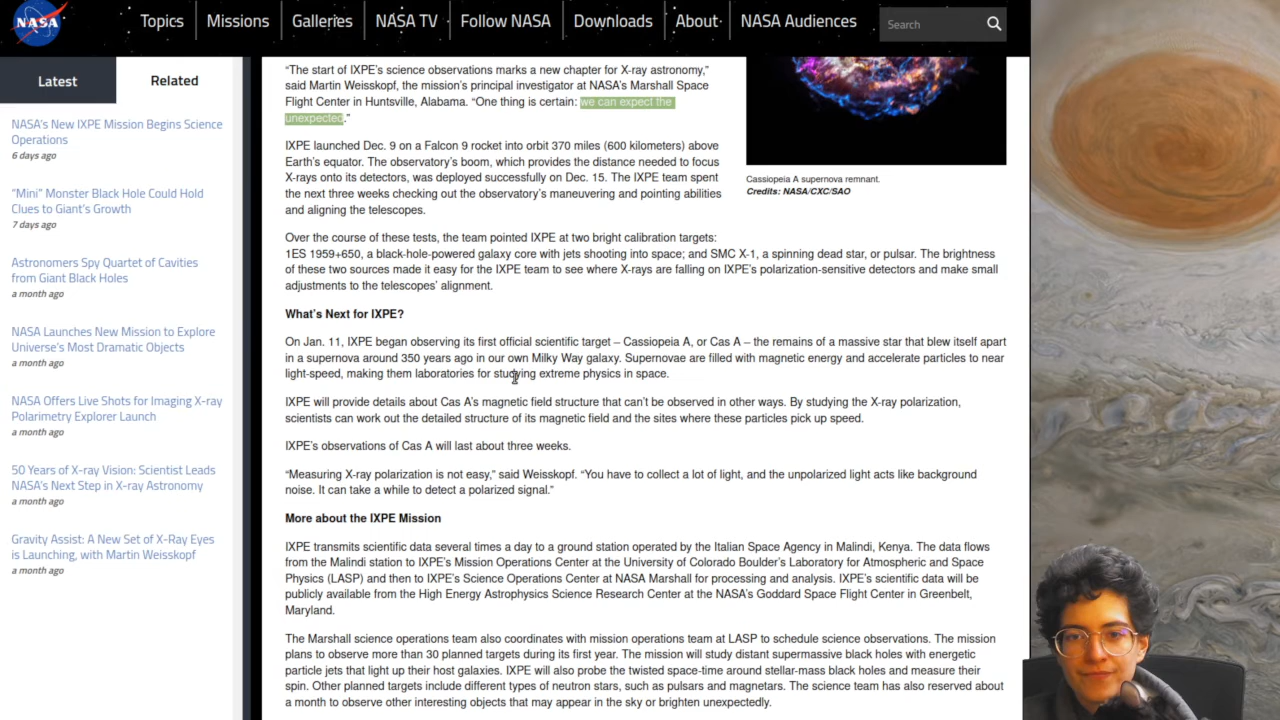 NASA
Topics
Missions
Galleries
NASA TV
Follow NASA
Downloads
About
NASA Audiences
Search
Latest
Related
NASA's New IXPE Mission Begins Science
Operations
6 days ago
"Mini" Monster Black Hole Could Hold
Clues to Giant's Growth
7 days ago
Astronomers Spy Quartet of Cavities
from Giant Black Holes
a month ago
NASA Launches New Mission to Explore
Universe's Most Dramatic Objects
a month ago
NASA Offers Live Shots for Imaging X-ray
Polarimetry Explorer Launch
a month ago
50 Years of X-ray Vision: Scientist Leads
NASA's Next Step in X-ray Astronomy
a month ago
Gravity Assist: A New Set of X-Ray Eyes
is Launching, with Martin Weisskopf
a month ago
“The start of IXPE’s science observations marks a new chapter for X-ray astronomy,”
said Martin Weisskopf, the mission’s principal investigator at NASA’s Marshall Space
Flight Center in Huntsville, Alabama. “One thing is certain: we can expect the
unexpected.”
IXPE launched Dec. 9 on a Falcon 9 rocket into orbit 370 miles (600 kilometers) above
Earth’s equator. The observatory’s boom, which provides the distance needed to focus
X-rays onto its detectors, was deployed successfully on Dec. 15. The IXPE team spent
the next three weeks checking out the observatory’s maneuvering and pointing abilities
and aligning the telescopes.
Cassiopeia A supernova remnant.
Credits: NASA/CXC/SAO
Over the course of these tests, the team pointed IXPE at two bright calibration targets:
1ES 1959+650, a black-hole-powered galaxy core with jets shooting into space; and SMC X-1, a spinning dead star, or pulsar. The brightness
of these two sources made it easy for the IXPE team to see where X-rays are falling on IXPE’s polarization-sensitive detectors and make small
adjustments to the telescopes’ alignment.
What’s Next for IXPE?
On Jan. 11, IXPE began observing its first official scientific target – Cassiopeia A, or Cas A – the remains of a massive star that blew itself apart
in a supernova around 350 years ago in our own Milky Way galaxy. Supernovae are filled with magnetic energy and accelerate particles to near
light-speed, making them laboratories for studying extreme physics in space.
IXPE will provide details about Cas A’s magnetic field structure that can’t be observed in other ways. By studying the X-ray polarization,
scientists can work out the detailed structure of its magnetic field and the sites where these particles pick up speed.
IXPE’s observations of Cas A will last about three weeks.
“Measuring X-ray polarization is not easy,” said Weisskopf. “You have to collect a lot of light, and the unpolarized light acts like background
noise. It can take a while to detect a polarized signal.”
More about the IXPE Mission
IXPE transmits scientific data several times a day to a ground station operated by the Italian Space Agency in Malindi, Kenya. The data flows
from the Malindi station to IXPE’s Mission Operations Center at the University of Colorado Boulder’s Laboratory for Atmospheric and Space
Physics (LASP) and then to IXPE’s Science Operations Center at NASA Marshall for processing and analysis. IXPE’s scientific data will be
publicly available from the High Energy Astrophysics Science Research Center at the NASA’s Goddard Space Flight Center in Greenbelt,
Maryland.
The Marshall science operations team also coordinates with mission operations team at LASP to schedule science observations. The mission
plans to observe more than 30 planned targets during its first year. The mission will study distant supermassive black holes with energetic
particle jets that light up their host galaxies. IXPE will also probe the twisted space-time around stellar-mass black holes and measure their
spin. Other planned targets include different types of neutron stars, such as pulsars and magnetars. The science team has also reserved about
a month to observe other interesting objects that may appear in the sky or brighten unexpectedly.